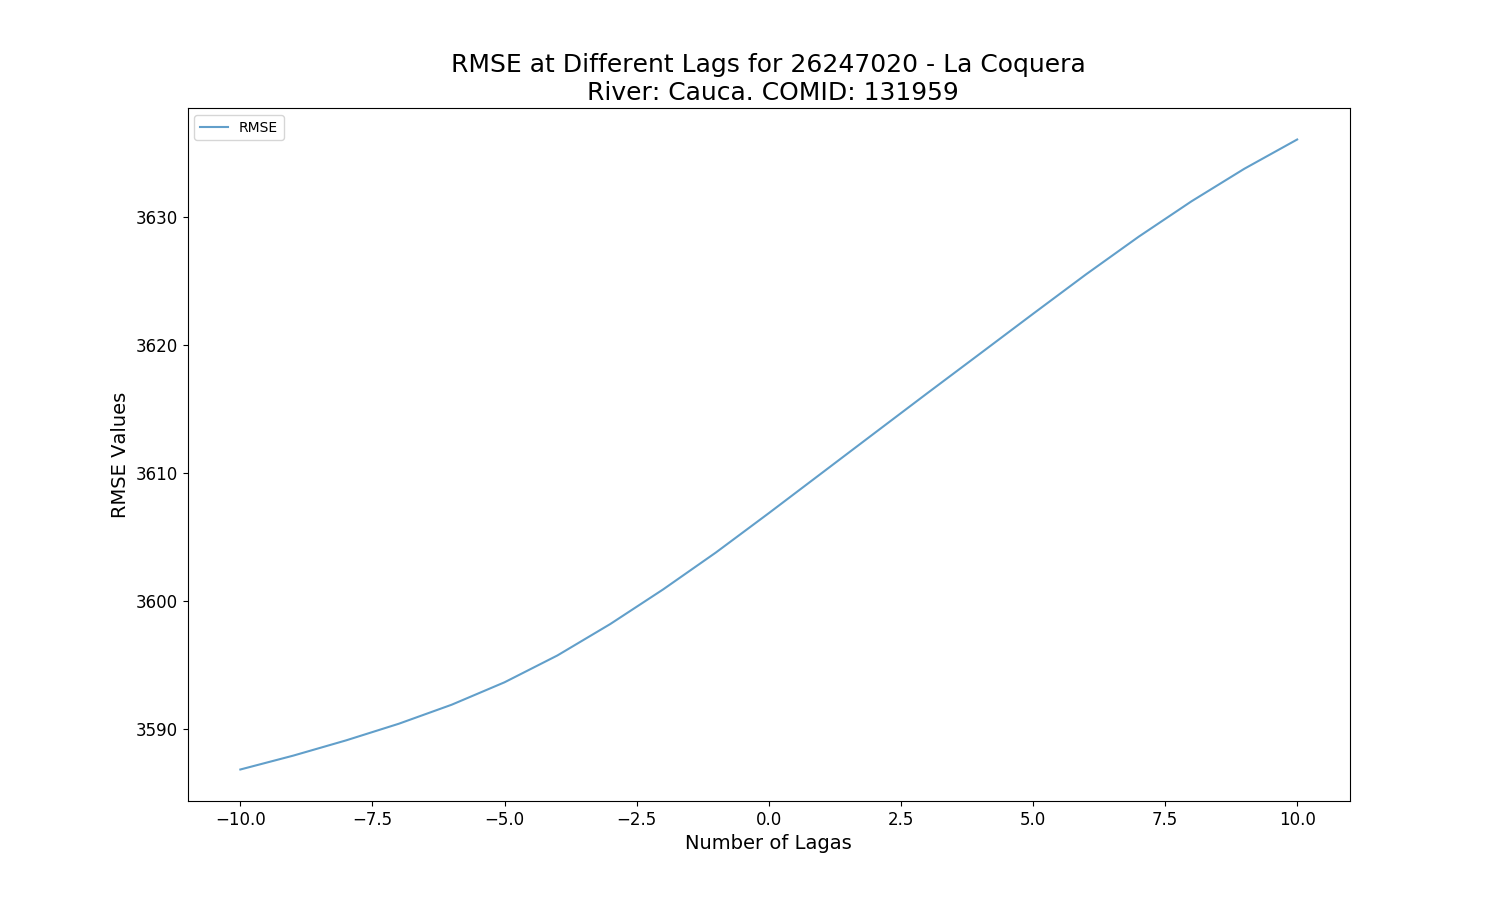 RMSE at Different Lags for 26247020 - La Coquera
River: Cauca. COMID: 131959
RMSE
3630
3620
3610
3600
3590
RMSE Values
−10.0 −7.5 −5.0 −2.5 0.0 2.5 5.0 7.5 10.0
Number of Lagas